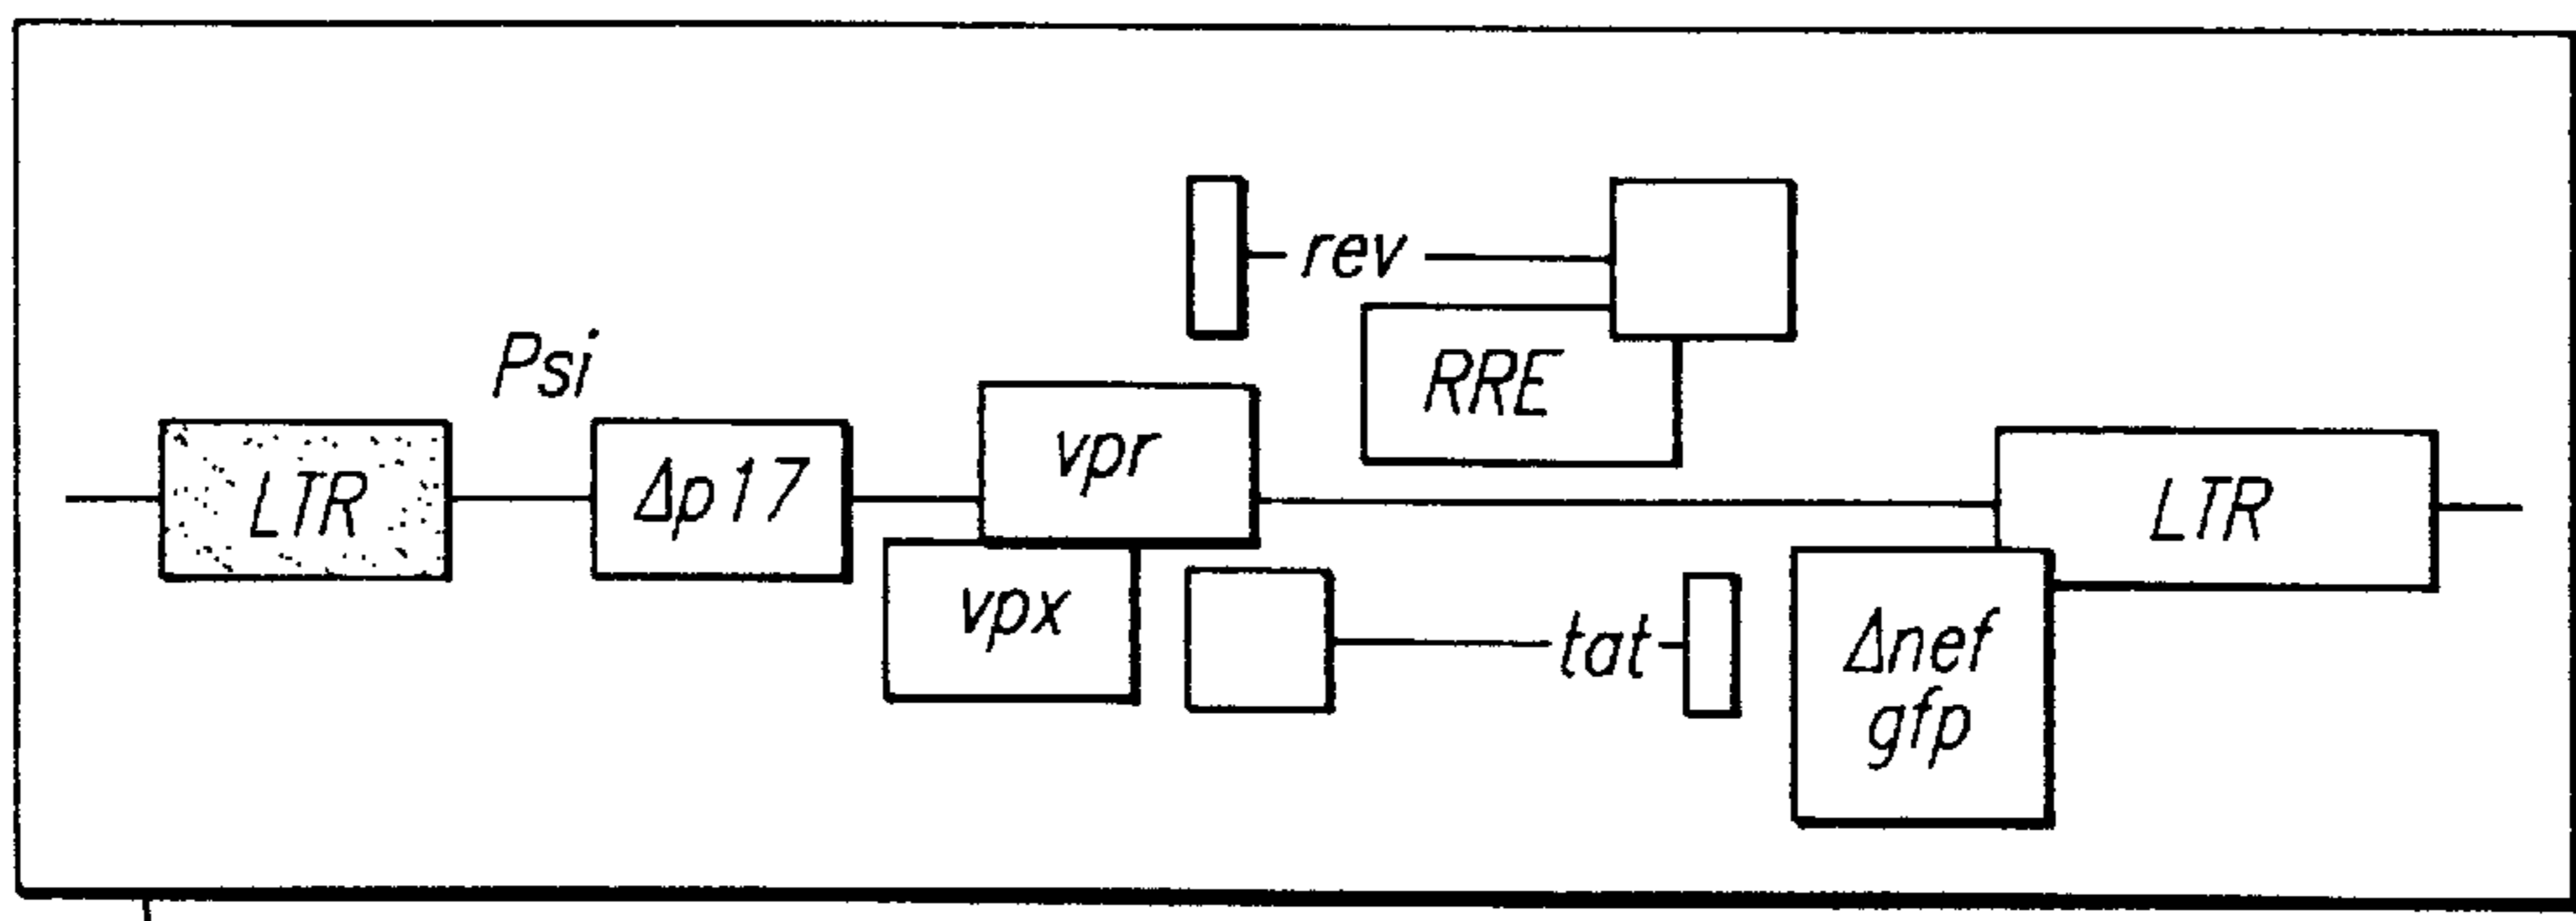 rev
Psi
RRE
LTR
Δp17
vpr
LTR
vpx
tat
Δnef
gfp